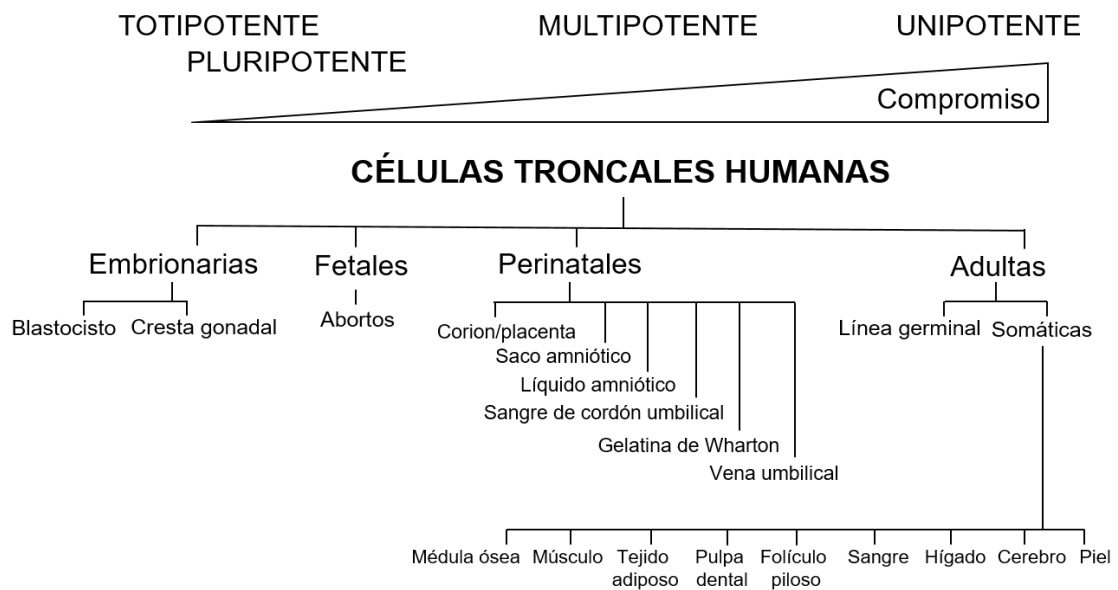 TOTIPOTENTE MULTIPOTENTE UNIPOTENTE
PLURIPOTENTE
Compromiso
CÉLULAS TRONCALES HUMANAS
Embrionarias Fetales Perinatales Adultas
Blastocisto Cresta gonadal Abortos Corion/placenta Línea germinal Somáticas
Saco amniótico
Líquido amniótico
Sangre de cordón umbilical
Gelatina de Wharton
Vena umbilical
Médula ósea Músculo Tejido Pulpa Folículo Sangre Hígado Cerebro Piel
adiposo dental piloso